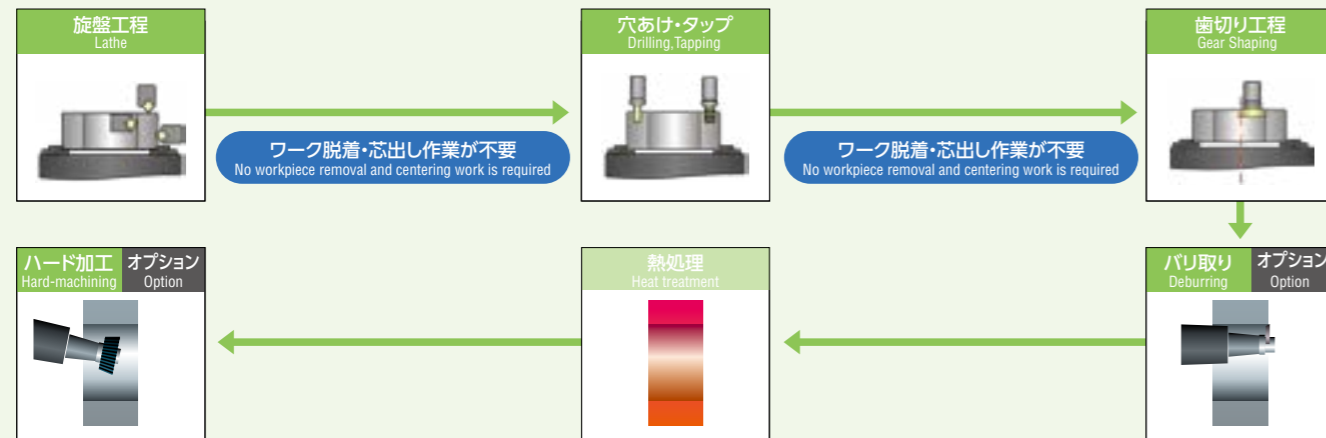 旋盤工程
Lathe
ワーク脱着・芯出し作業が不要
No workpiece removal and centering work is required
穴あけ・タップ
Drilling,Tapping
ワーク脱着・芯出し作業が不要
No workpiece removal and centering work is required
歯切り工程
Gear Shaping
バリ取り
Deburring
オプション
Option
熱処理
Heat treatment
ハード加工
Hard-machining
オプション
Option